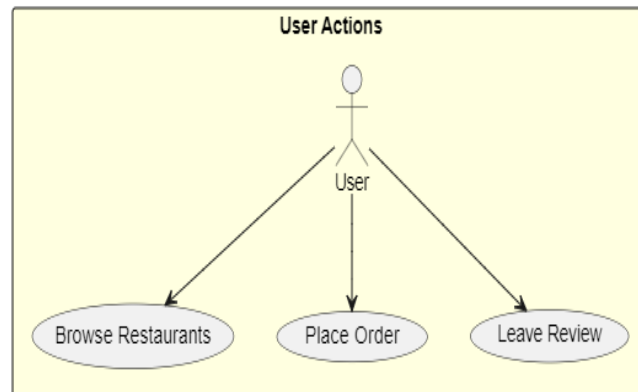 User Actions
User
Browse Restaurants
Place Order
Leave Review